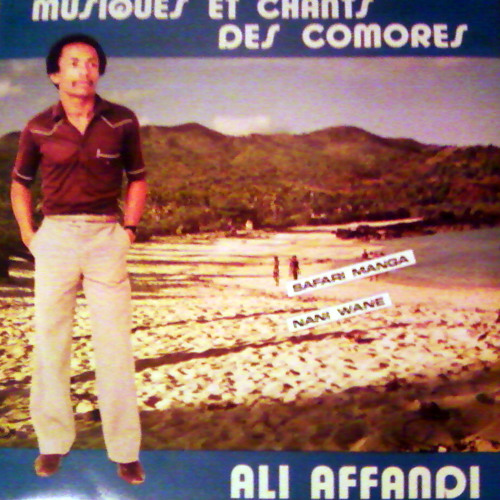 MUSIQUES ET CHANTS
DES COMORES
SAFARI MANGA
NANI WANE
ALI AFFANDI